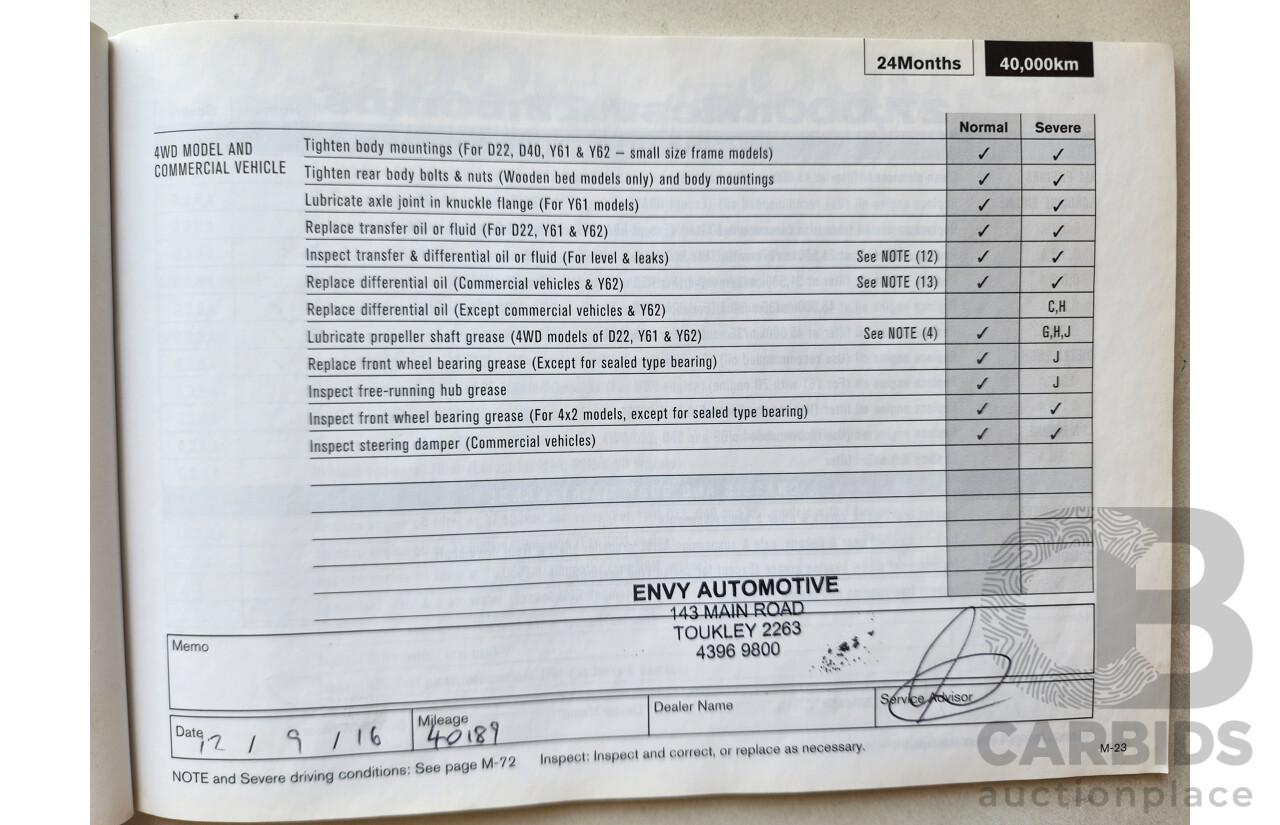 24Months 40,000km
Normal Severe
4WD MODEL AND
COMMERCIAL VEHICLE
Tighten body mountings (For D22, D40, Y61 & Y62 – small size frame models) ✓ ✓
Tighten rear body bolts & nuts (Wooden bed models only) and body mountings ✓ ✓
Lubricate axle joint in knuckle flange (For Y61 models) ✓ ✓
Replace transfer oil or fluid (For D22, Y61 & Y62) ✓ ✓
Inspect transfer & differential oil or fluid (For level & leaks) See NOTE (12) ✓ ✓
Replace differential oil (Commercial vehicles & Y62) See NOTE (13) ✓ ✓
Replace differential oil (Except commercial vehicles & Y62) C,H
Lubricate propeller shaft grease (4WD models of D22, Y61 & Y62) See NOTE (4) ✓ G,H,J
Replace front wheel bearing grease (Except for sealed type bearing) ✓ J
Inspect free-running hub grease ✓ J
Inspect front wheel bearing grease (For 4x2 models, except for sealed type bearing) ✓ ✓
Inspect steering damper (Commercial vehicles) ✓ ✓
ENVY AUTOMOTIVE
143 MAIN ROAD
TOUKLEY 2263
4396 9800
Memo
Date 12 / 9 / 16
Mileage 40189
Dealer Name
Service Advisor
NOTE and Severe driving conditions: See page M-72
Inspect: Inspect and correct, or replace as necessary.
M-23
CB
CARBIDS
auctionplace